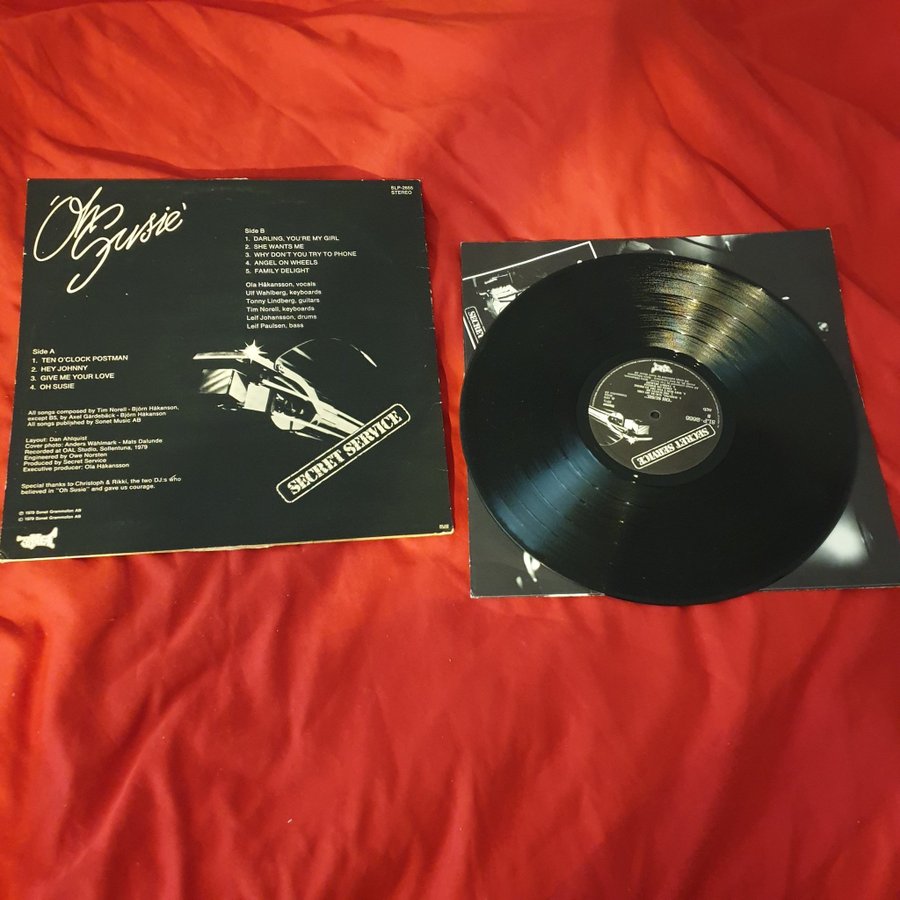 'Oh Susie'
SLP-2655
STEREO
Side B
1. DARLING, YOU'RE MY GIRL
2. SHE WANTS ME
3. WHY DON'T YOU TRY TO PHONE
4. ANGEL ON WHEELS
5. FAMILY DELIGHT
Ola Håkansson, vocals
Ulf Wahlberg, keyboards
Tonny Lindberg, guitars
Tim Norell, keyboards
Leif Johansson, drums
Leif Paulsen, bass
Side A
1. TEN O'CLOCK POSTMAN
2. HEY JOHNNY
3. GIVE ME YOUR LOVE
4. OH SUSIE
All songs composed by Tim Norell - Björn Håkanson,
except B5, by Axel Gårdebäck - Björn Håkanson
All songs published by Sonet Music AB
Layout: Dan Ahlquist
Cover photo: Anders Wählmark - Mats Dalunde
Recorded at OAL Studio, Sollentuna, 1979
Engineered by Owe Norsten
Produced by Secret Service
Executive producer: Ola Håkansson
Special thanks to Christoph & Rikki, the two DJ:s who
believed in "Oh Susie" and gave us courage.
℗ 1979 Sonet Grammofon AB
© 1979 Sonet Grammofon AB
SECRET SERVICE
SECRET
SECRET SERVICE